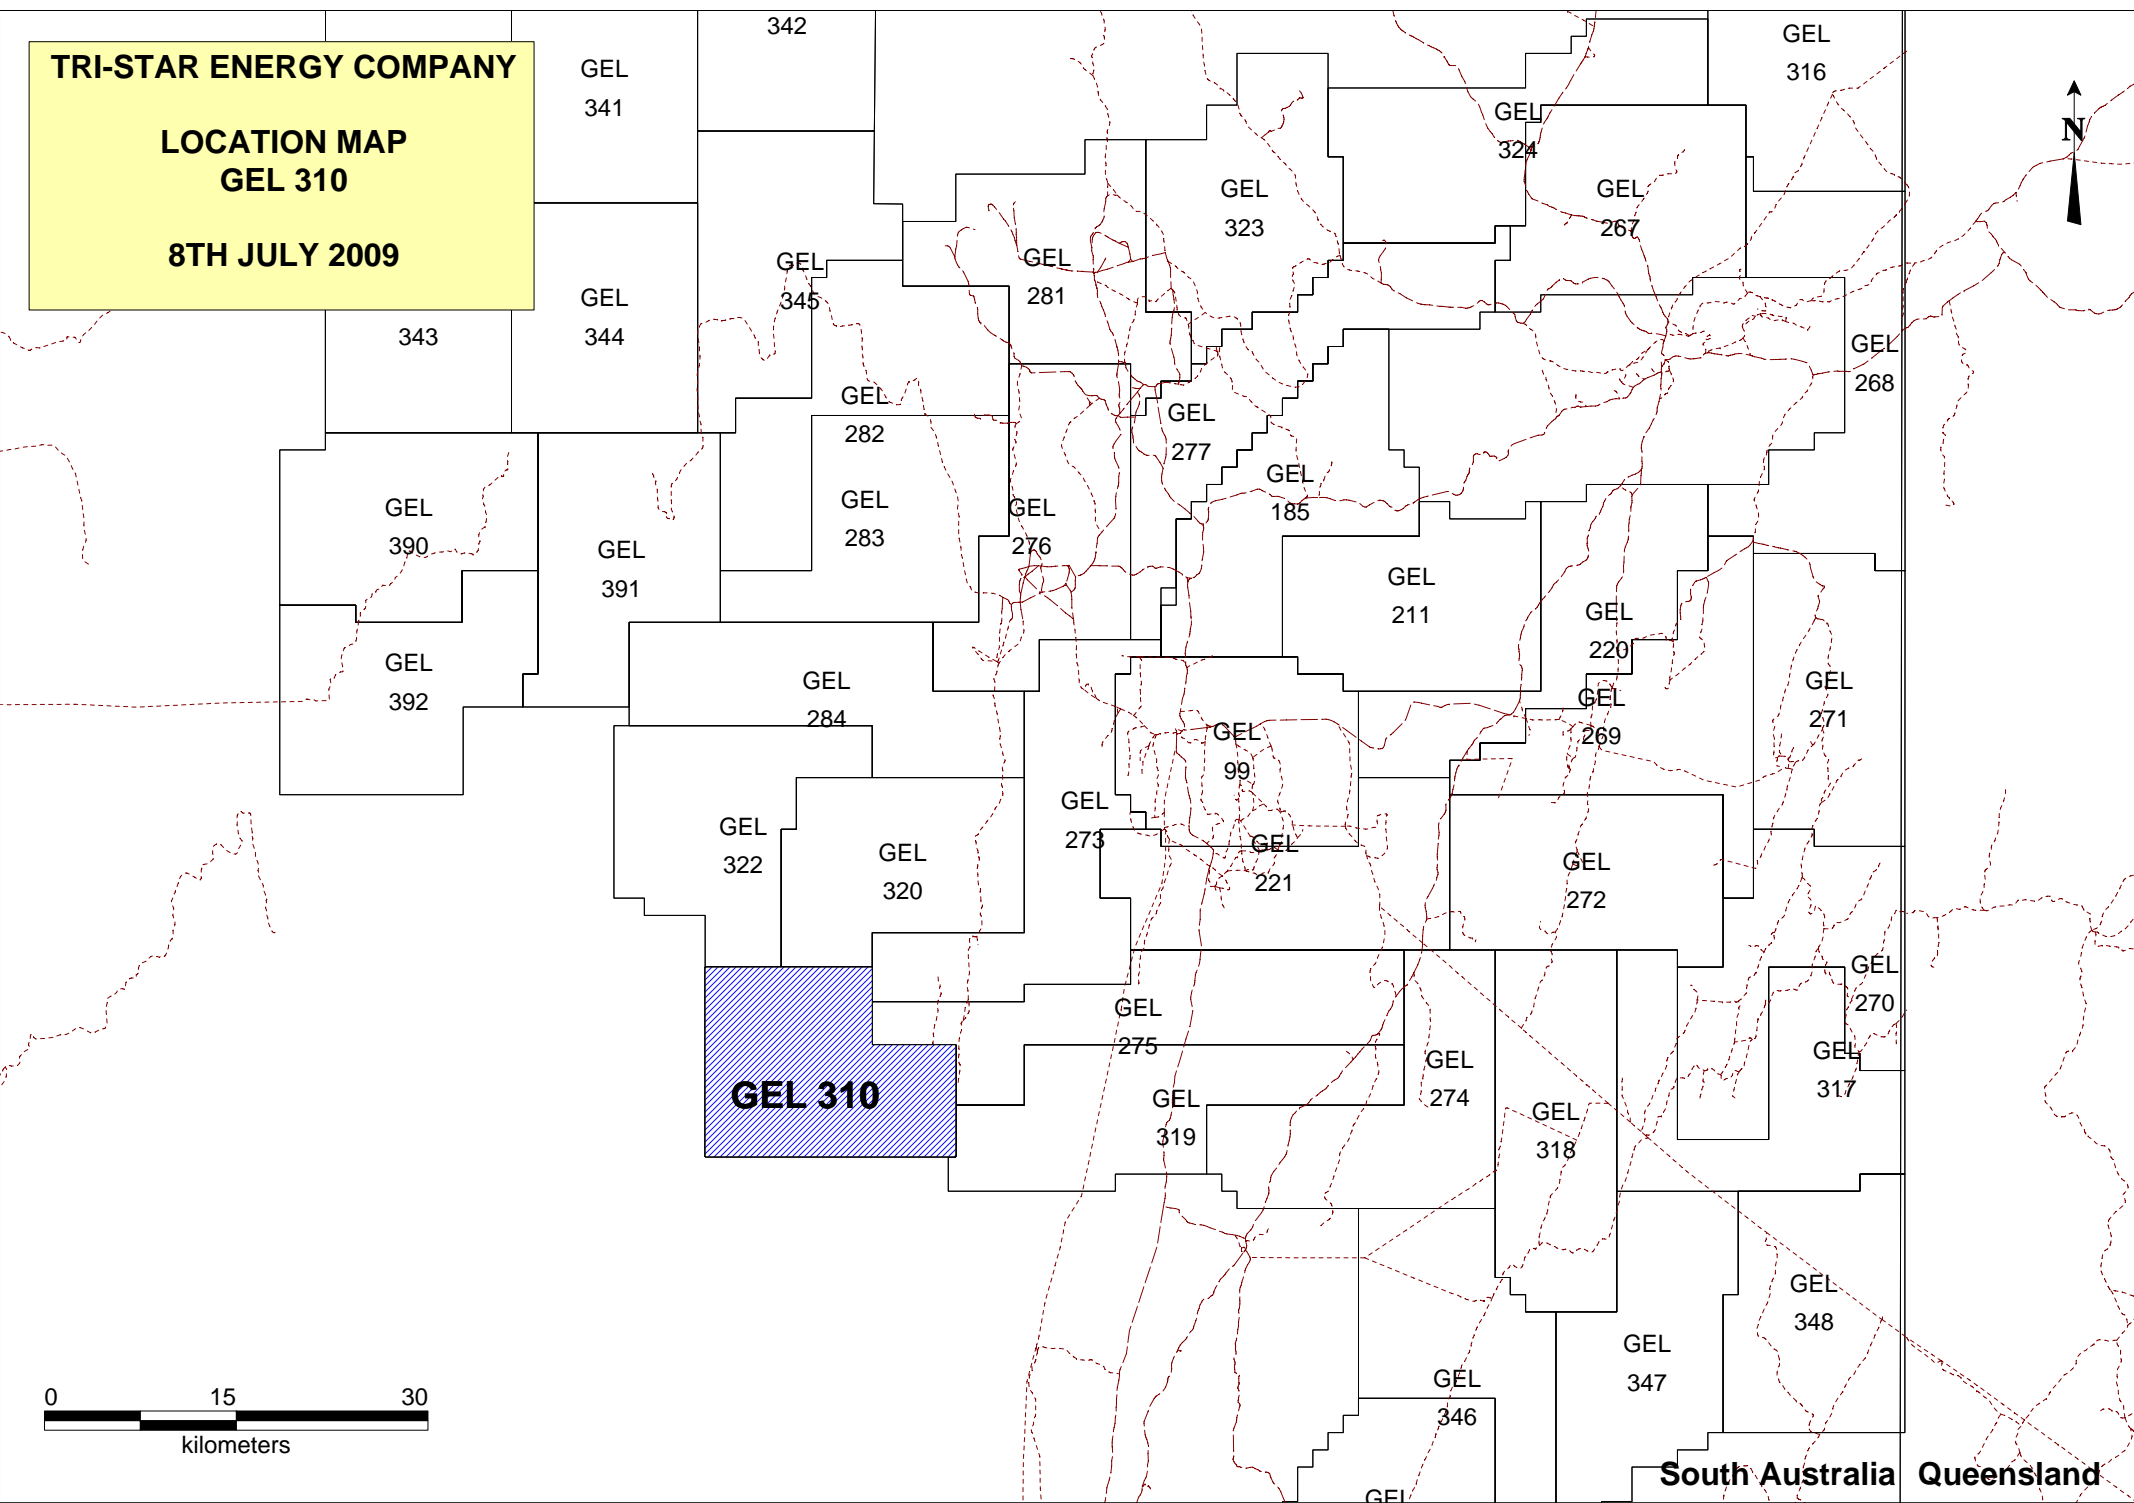 TRI-STAR ENERGY COMPANY
LOCATION MAP
GEL 310
8TH JULY 2009
342
GEL
341
GEL
316
N
GEL
324
GEL
323
GEL
267
GEL
281
GEL
345
GEL
344
343
GEL
268
GEL
282
GEL
277
GEL
185
GEL
283
GEL
276
GEL
390
GEL
391
GEL
211
GEL
220
GEL
392
GEL
284
GEL
269
GEL
271
GEL
99
GEL
273
GEL
322
GEL
320
GEL
221
GEL
272
GEL
270
GEL
275
GEL
317
GEL
274
GEL 310
GEL
319
GEL
318
GEL
348
GEL
347
GEL
346
0 15 30
kilometers
South Australia Queensland
GEL